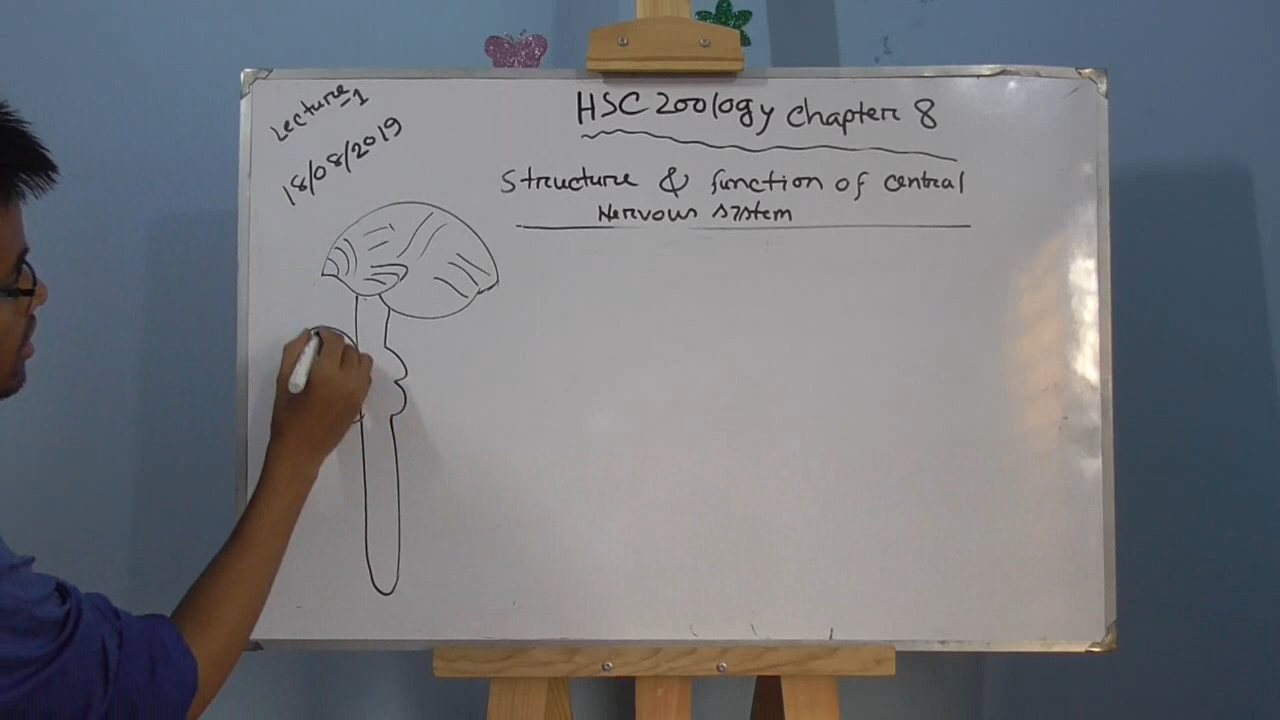 Lecture-1
18/08/2019
HSC Zoology Chapter 8
Structure & function of central
Nervous system